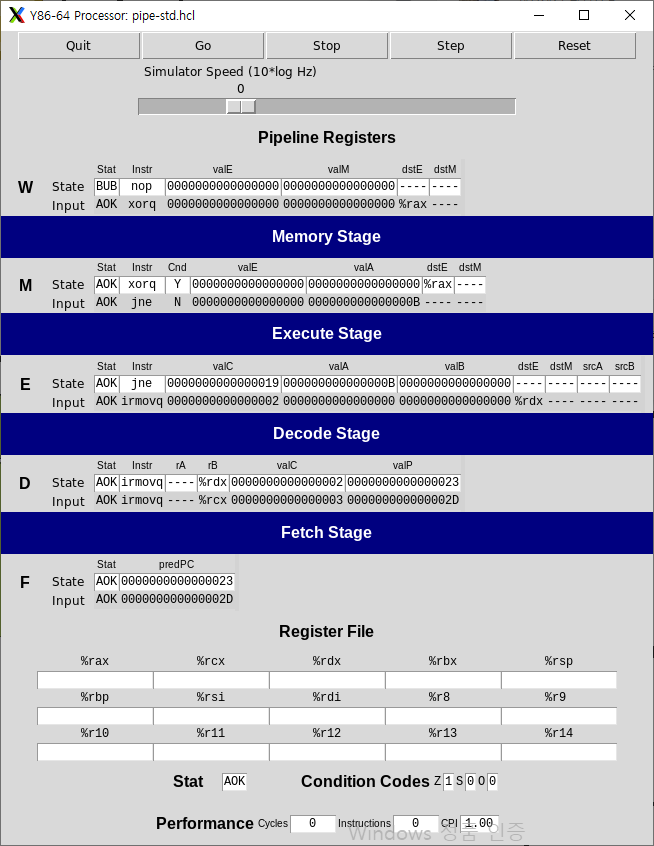 Y86-64 Processor: pipe-std.hcl
Quit Go Stop Step Reset
Simulator Speed (10*log Hz)
0
Pipeline Registers
Stat Instr valE valM dstE dstM
W State BUB nop 0000000000000000 0000000000000000 ---- ----
Input AOK xorq 0000000000000000 0000000000000000 %rax ----
Memory Stage
Stat Instr Cnd valE valA dstE dstM
M State AOK xorq Y 0000000000000000 0000000000000000 %rax ----
Input AOK jne N 0000000000000000 000000000000000B ---- ----
Execute Stage
Stat Instr valC valA valB dstE dstM srcA srcB
E State AOK jne 0000000000000019 000000000000000B 0000000000000000 ---- ---- ---- ----
Input AOK irmovq 0000000000000002 0000000000000000 0000000000000000 %rdx ---- ---- ----
Decode Stage
Stat Instr rA rB valC valP
D State AOK irmovq ---- %rdx 0000000000000002 0000000000000023
Input AOK irmovq ---- %rcx 0000000000000003 000000000000002D
Fetch Stage
Stat predPC
F State AOK 0000000000000023
Input AOK 000000000000002D
Register File
%rax %rcx %rdx %rbx %rsp
%rbp %rsi %rdi %r8 %r9
%r10 %r11 %r12 %r13 %r14
Stat AOK Condition Codes Z 1 S 0 O 0
Performance Cycles 0 Instructions 0 CPI 1.00
Windows 정품 인증